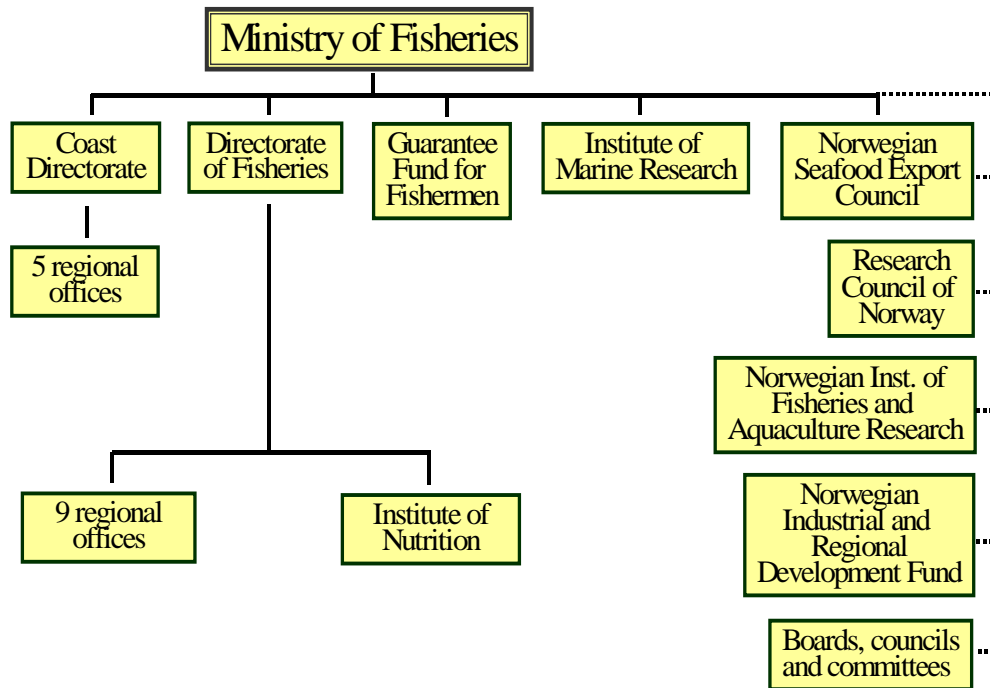 Ministry of Fisheries
Coast
Directorate
Directorate
of Fisheries
Guarantee
Fund for
Fishermen
Institute of
Marine Research
Norwegian
Seafood Export
Council
5 regional
offices
Research
Council of
Norway
Norwegian Inst. of
Fisheries and
Aquaculture Research
9 regional
offices
Institute of
Nutrition
Norwegian
Industrial and
Regional
Development Fund
Boards, councils
and committees